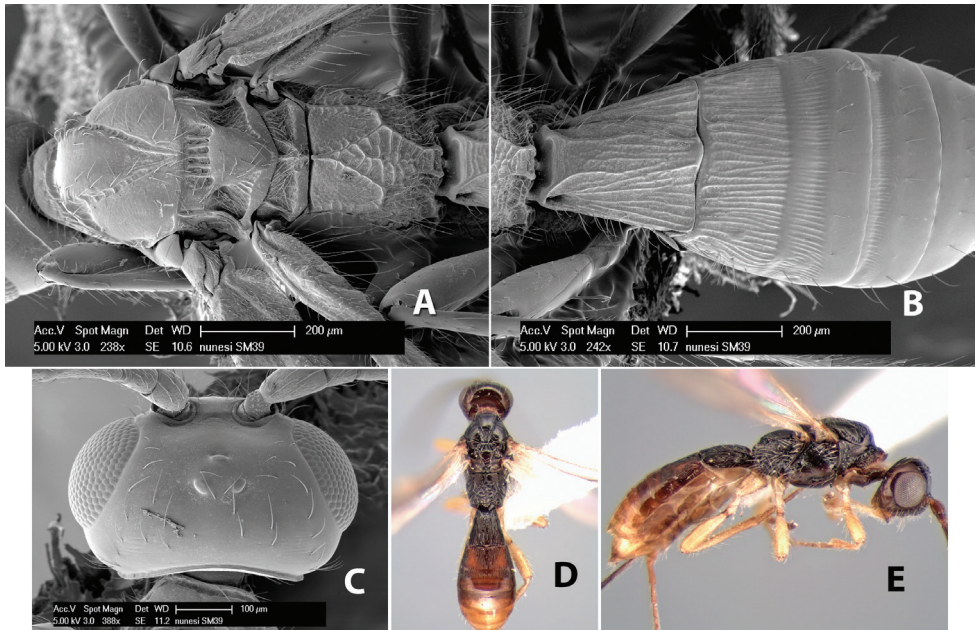 A
Acc.V Spot Magn Det WD 200 µm
5.00 kV 3.0 238x SE 10.6 nunesi SM39
B
Acc.V Spot Magn Det WD 200 µm
5.00 kV 3.0 242x SE 10.7 nunesi SM39
C
Acc.V Spot Magn Det WD 100 µm
5.00 kV 3.0 388x SE 11.2 nunesi SM39
D
E